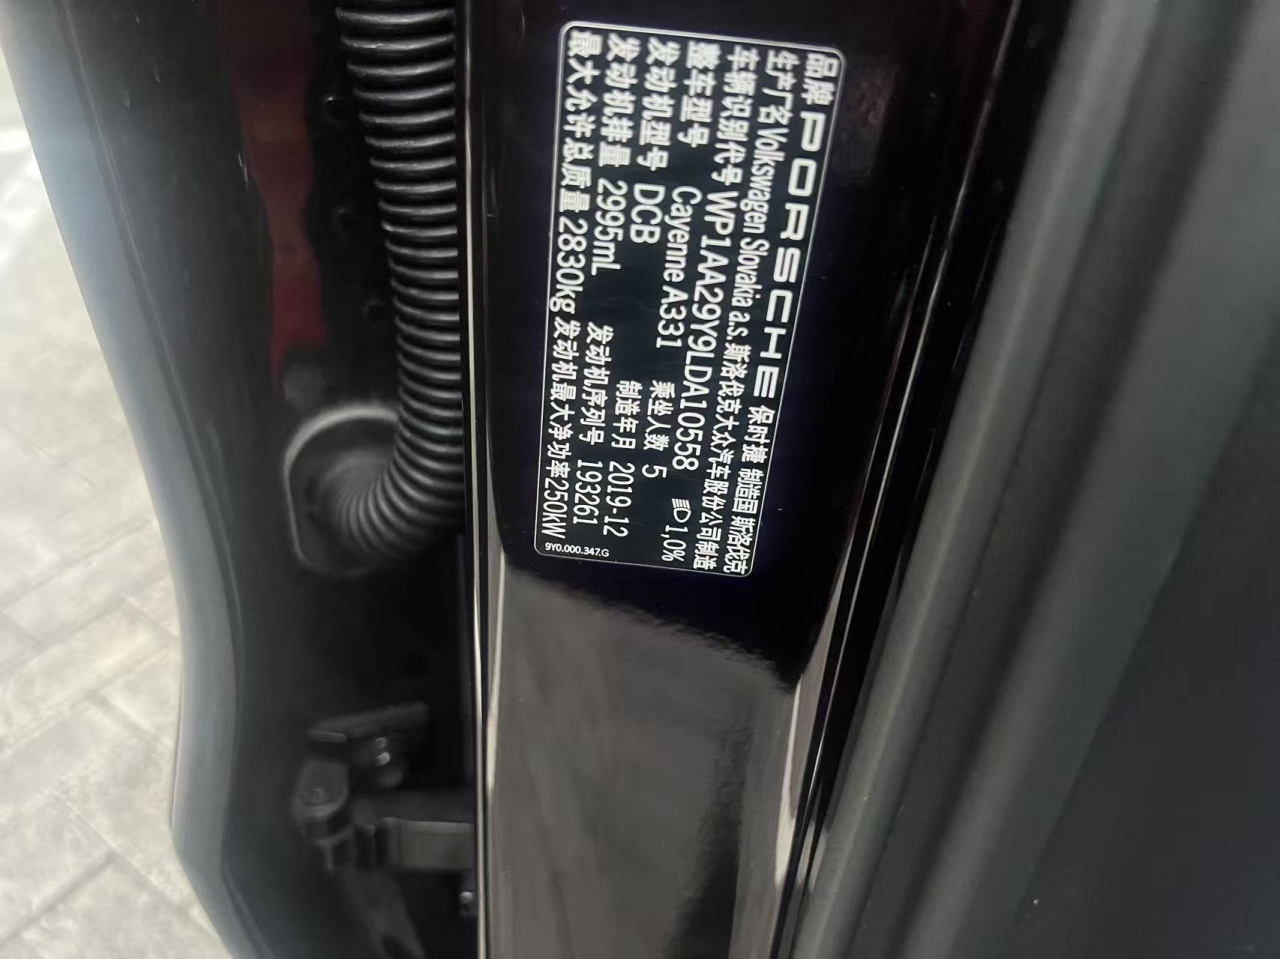 品牌 PORSCHE 保时捷 制造国 斯洛伐克
生产厂名 Volkswagen Slovakia a.s. 斯洛伐克大众汽车股份公司制造
车辆识别代号 WP1AA29Y9LDA10558
整车型号 Cayenne A331 1,0%
发动机型号 DCB 乘坐人数 5
发动机排量 2995mL 制造年月 2019-12
最大允许总质量 2830kg 发动机序列号 193261
发动机最大净功率250kW
9Y0.000.347.G